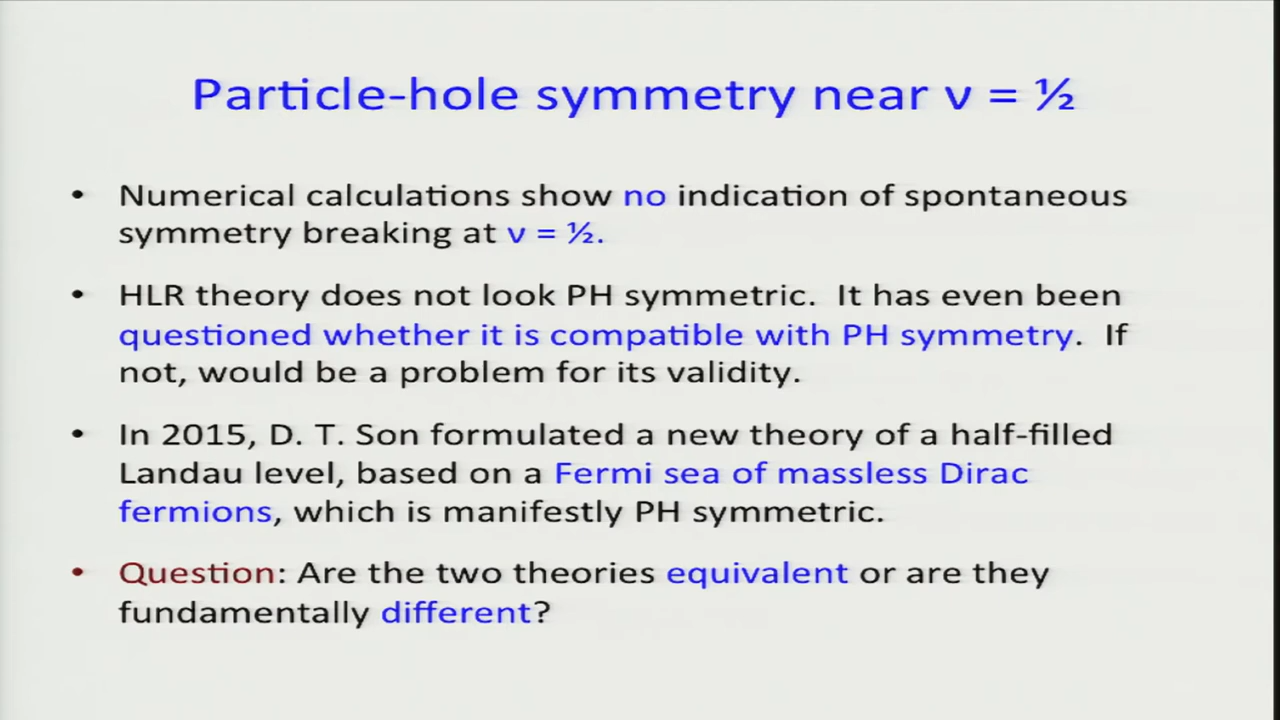 Particle-hole symmetry near ν = ½
• Numerical calculations show no indication of spontaneous
symmetry breaking at ν = ½.
• HLR theory does not look PH symmetric. It has even been
questioned whether it is compatible with PH symmetry. If
not, would be a problem for its validity.
• In 2015, D. T. Son formulated a new theory of a half-filled
Landau level, based on a Fermi sea of massless Dirac
fermions, which is manifestly PH symmetric.
• Question: Are the two theories equivalent or are they
fundamentally different?